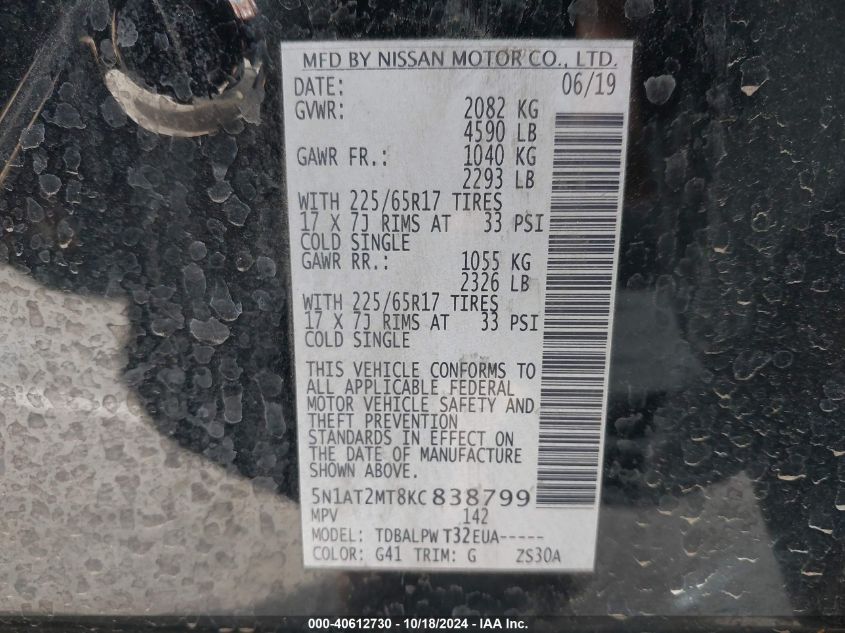 MFD BY NISSAN MOTOR CO., LTD.
DATE: 06/19
GVWR: 2082 KG
4590 LB
GAWR FR.: 1040 KG
2293 LB
WITH 225/65R17 TIRES
17 X 7J RIMS AT 33 PSI
COLD SINGLE
GAWR RR.: 1055 KG
2326 LB
WITH 225/65R17 TIRES
17 X 7J RIMS AT 33 PSI
COLD SINGLE
THIS VEHICLE CONFORMS TO
ALL APPLICABLE FEDERAL
MOTOR VEHICLE SAFETY AND
THEFT PREVENTION
STANDARDS IN EFFECT ON
THE DATE OF MANUFACTURE
SHOWN ABOVE.
5N1AT2MT8KC838799
MPV 142
MODEL: TDBALPW T32EUA-----
COLOR: G41 TRIM: G ZS30A
000-40612730 - 10/18/2024 - IAA Inc.